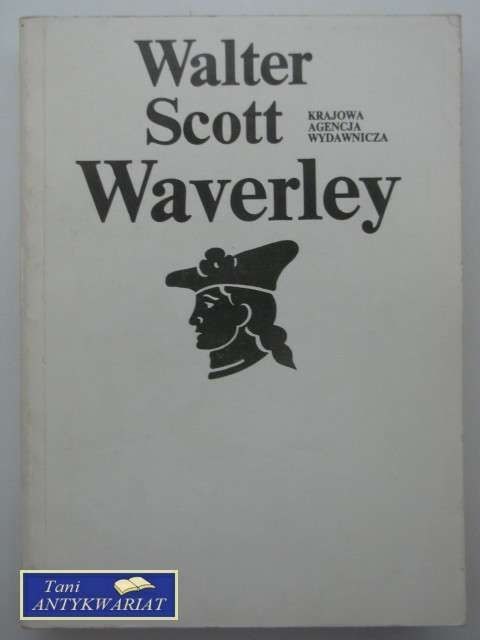 Walter
Scott
KRAJOWA
AGENCJA
WYDAWNICZA
Waverley
Tani
ANTYKWARIAT